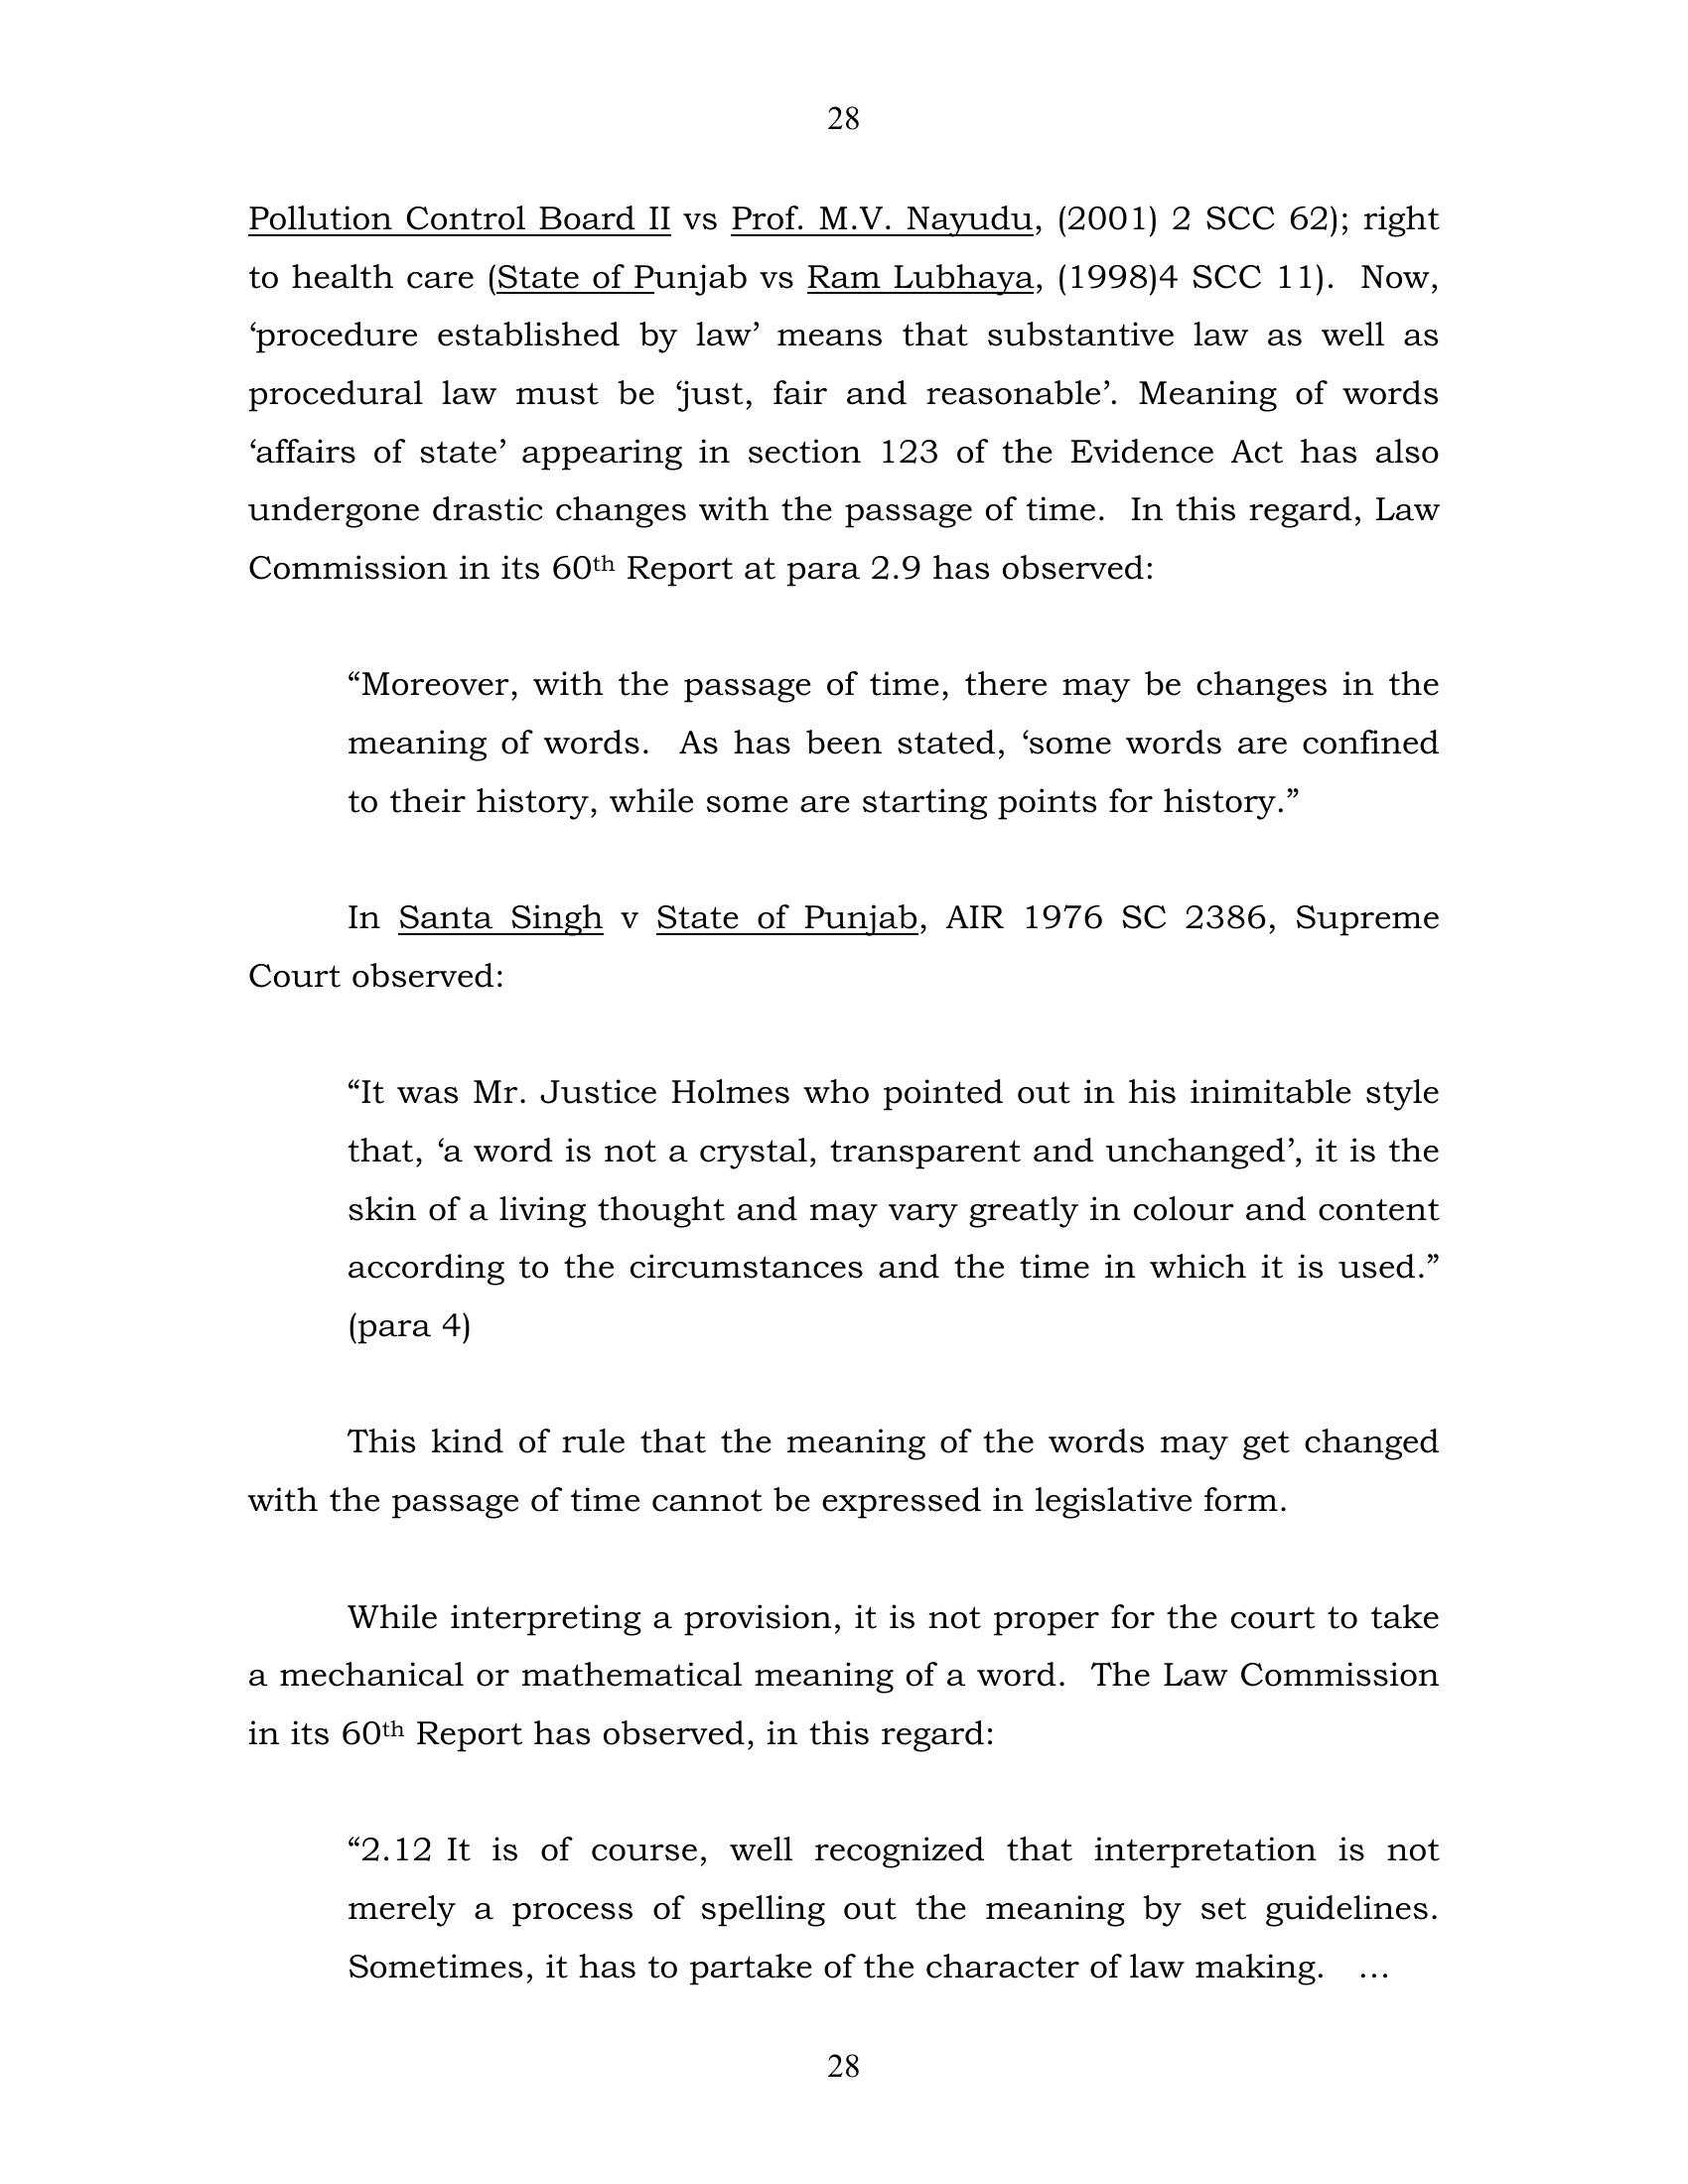 28
Pollution Control Board II vs Prof. M.V. Nayudu, (2001) 2 SCC 62); right
to health care (State of Punjab vs Ram Lubhaya, (1998)4 SCC 11).  Now,
‘procedure established by law’ means that substantive law as well as
procedural law must be ‘just, fair and reasonable’. Meaning of words
‘affairs of state’ appearing in section 123 of the Evidence Act has also
undergone drastic changes with the passage of time.  In this regard, Law
Commission in its 60th Report at para 2.9 has observed:
“Moreover, with the passage of time, there may be changes in the
meaning of words.  As has been stated, ‘some words are confined
to their history, while some are starting points for history.”
In Santa Singh v State of Punjab, AIR 1976 SC 2386, Supreme
Court observed:
“It was Mr. Justice Holmes who pointed out in his inimitable style
that, ‘a word is not a crystal, transparent and unchanged’, it is the
skin of a living thought and may vary greatly in colour and content
according to the circumstances and the time in which it is used.”
(para 4)
This kind of rule that the meaning of the words may get changed
with the passage of time cannot be expressed in legislative form.
While interpreting a provision, it is not proper for the court to take
a mechanical or mathematical meaning of a word.  The Law Commission
in its 60th Report has observed, in this regard:
“2.12 It is of course, well recognized that interpretation is not
merely a process of spelling out the meaning by set guidelines.
Sometimes, it has to partake of the character of law making.   …
28